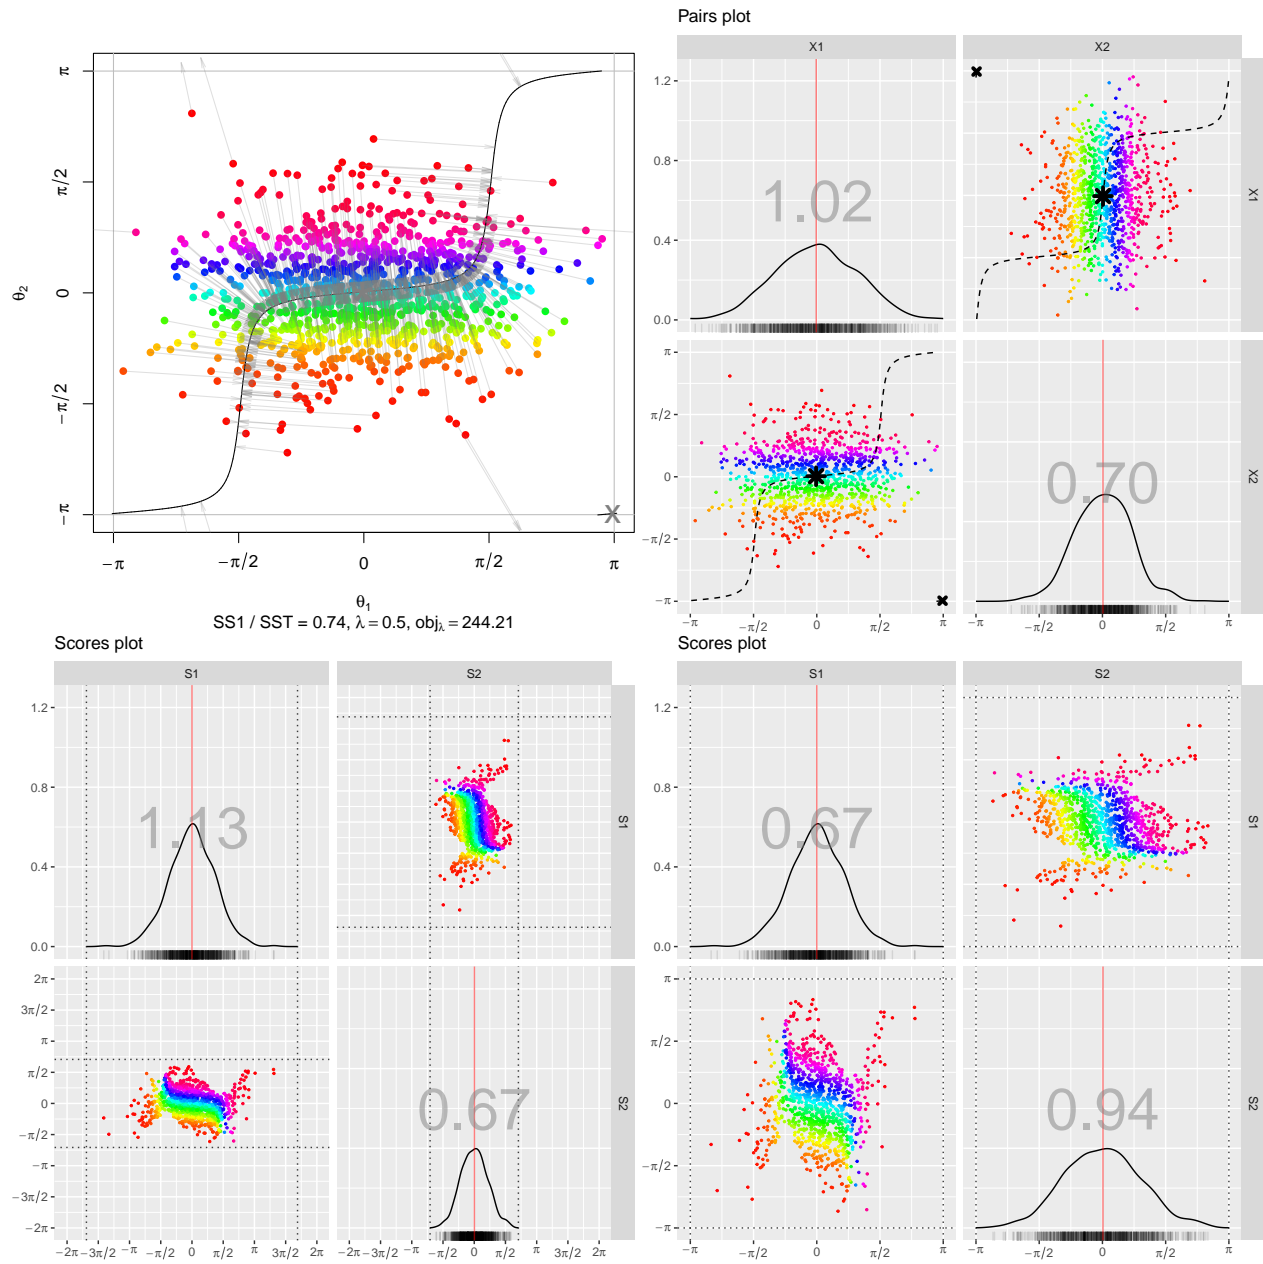 Pairs plot
X1
X2
1.2
0.8
0.4
0.0
1.02
X1
π
π/2
0
−π/2
−π
θ2
−π
−π/2
0
π/2
π
θ1
X
SS1 / SST = 0.74, λ = 0.5, objλ = 244.21
π
π/2
0
−π/2
−π
0.70
X2
−π
−π/2
0
π/2
π
−π
−π/2
0
π/2
π
Scores plot
S1
S2
1.2
0.8
0.4
0.0
1.13
S1
2π
3π/2
π
π/2
0
−π/2
−π
−3π/2
−2π
0.67
S2
−2π −3π/2 −π −π/2 0 π/2 π 3π/2 2π
−2π −3π/2 −π −π/2 0 π/2 π 3π/2 2π
Scores plot
S1
S2
1.2
0.8
0.4
0.0
0.67
S1
π
π/2
0
−π/2
−π
0.94
S2
−π
−π/2
0
π/2
π
−π
−π/2
0
π/2
π